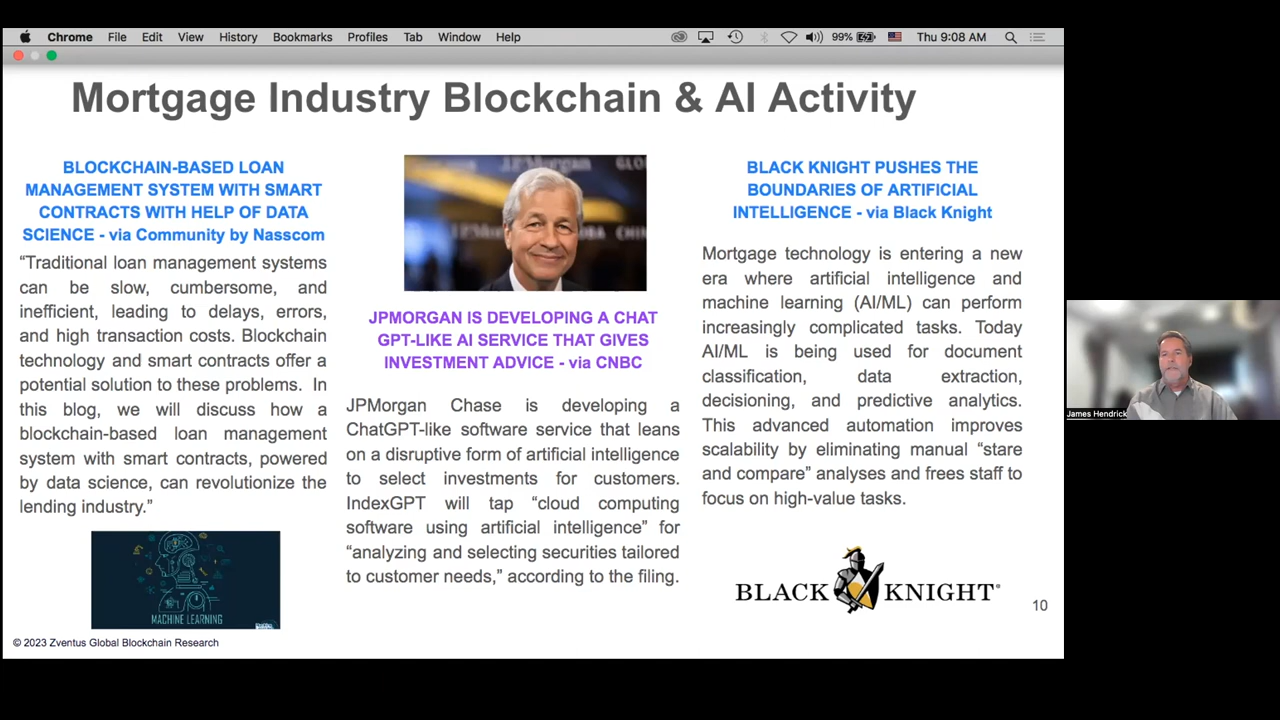 Chrome File Edit View History Bookmarks Profiles Tab Window Help 99% Thu 9:08 AM
Mortgage Industry Blockchain & AI Activity
BLOCKCHAIN-BASED LOAN
MANAGEMENT SYSTEM WITH SMART
CONTRACTS WITH HELP OF DATA
SCIENCE - via Community by Nasscom
“Traditional loan management systems
can be slow, cumbersome, and
inefficient, leading to delays, errors,
and high transaction costs. Blockchain
technology and smart contracts offer a
potential solution to these problems. In
this blog, we will discuss how a
blockchain-based loan management
system with smart contracts, powered
by data science, can revolutionize the
lending industry.”
MACHINE LEARNING
© 2023 Zventus Global Blockchain Research
JPMorgan GLO
CHIN
JPMORGAN IS DEVELOPING A CHAT
GPT-LIKE AI SERVICE THAT GIVES
INVESTMENT ADVICE - via CNBC
JPMorgan Chase is developing a
ChatGPT-like software service that leans
on a disruptive form of artificial intelligence
to select investments for customers.
IndexGPT will tap “cloud computing
software using artificial intelligence” for
“analyzing and selecting securities tailored
to customer needs,” according to the filing.
BLACK KNIGHT PUSHES THE
BOUNDARIES OF ARTIFICIAL
INTELLIGENCE - via Black Knight
Mortgage technology is entering a new
era where artificial intelligence and
machine learning (AI/ML) can perform
increasingly complicated tasks. Today
AI/ML is being used for document
classification, data extraction,
decisioning, and predictive analytics.
This advanced automation improves
scalability by eliminating manual “stare
and compare” analyses and frees staff to
focus on high-value tasks.
BLACK KNIGHT®
10
James Hendrick